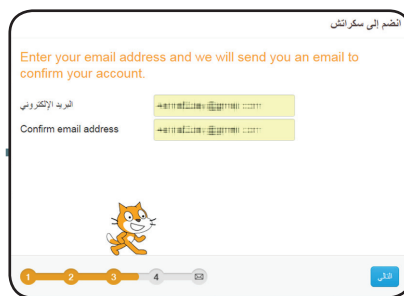 انضم إلى سكراتش
Enter your email address and we will send you an email to
confirm your account.
البريد الإلكتروني
Confirm email address
1 2 3 4
التالي